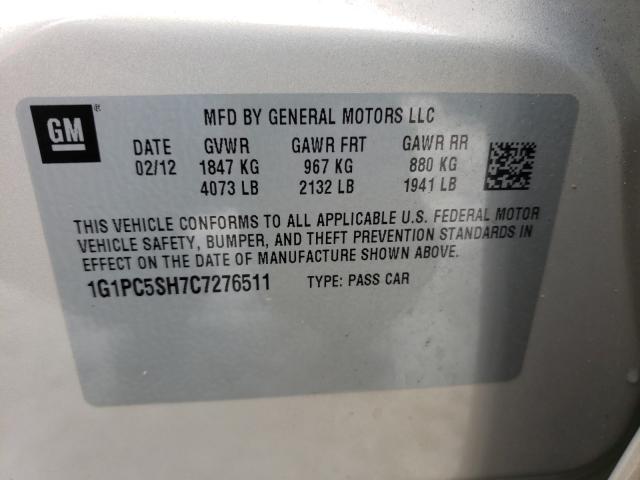 GM ®
MFD BY GENERAL MOTORS LLC
DATE GVWR GAWR FRT GAWR RR
02/12 1847 KG 967 KG 880 KG
4073 LB 2132 LB 1941 LB
THIS VEHICLE CONFORMS TO ALL APPLICABLE U.S. FEDERAL MOTOR
VEHICLE SAFETY, BUMPER, AND THEFT PREVENTION STANDARDS IN
EFFECT ON THE DATE OF MANUFACTURE SHOWN ABOVE.
1G1PC5SH7C7276511 TYPE: PASS CAR